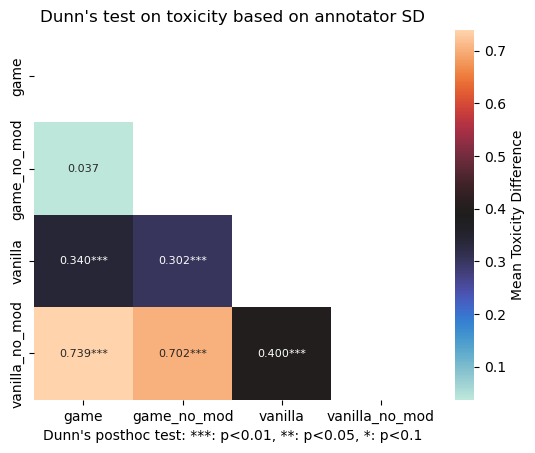 Dunn's test on toxicity based on annotator SD
game
game_no_mod
0.037
vanilla
0.340***
0.302***
vanilla_no_mod
0.739***
0.702***
0.400***
game
game_no_mod
vanilla
vanilla_no_mod
Dunn's posthoc test: ***: p<0.01, **: p<0.05, *: p<0.1
0.7
0.6
0.5
0.4
0.3
0.2
0.1
Mean Toxicity Difference